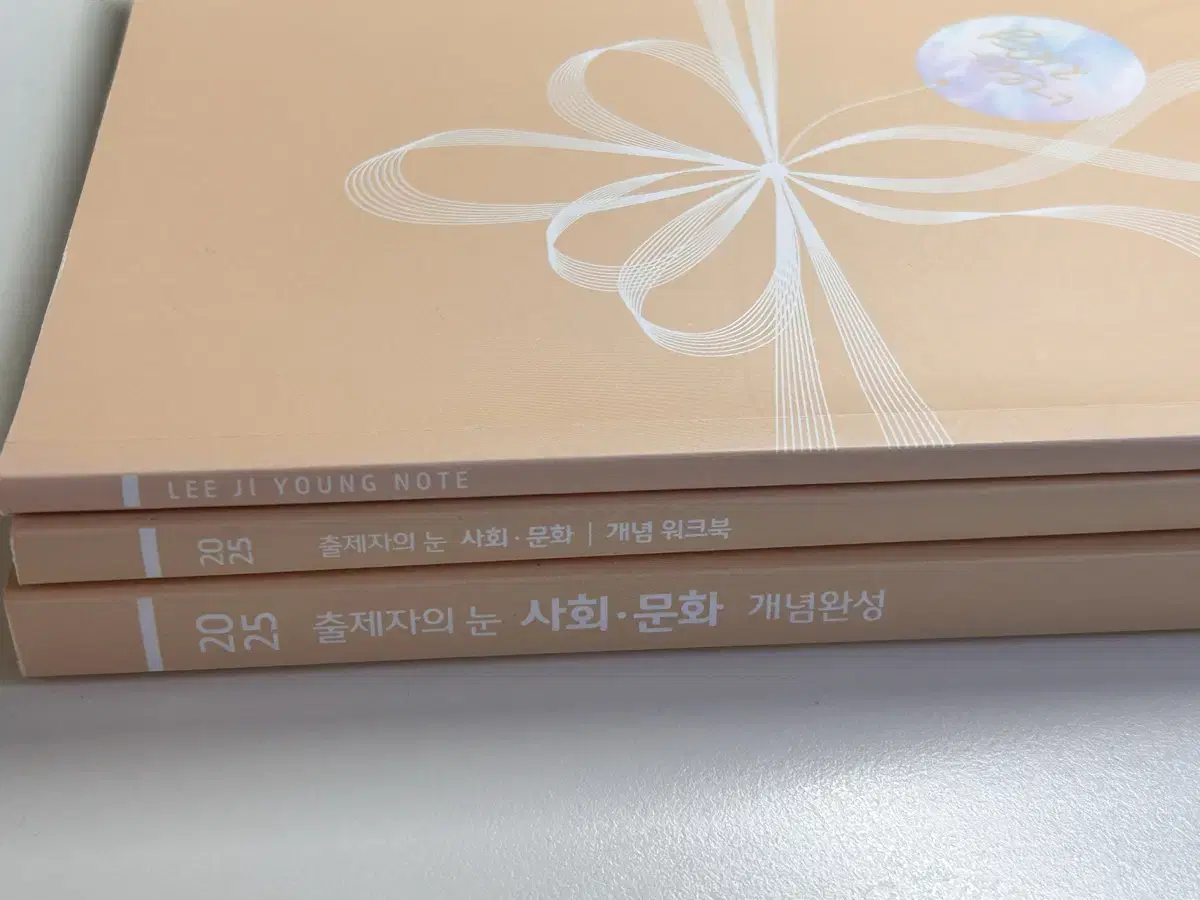 LEE JI YOUNG NOTE
2025 출제자의 눈 사회·문화 | 개념 워크북
2025 출제자의 눈 사회·문화 개념완성